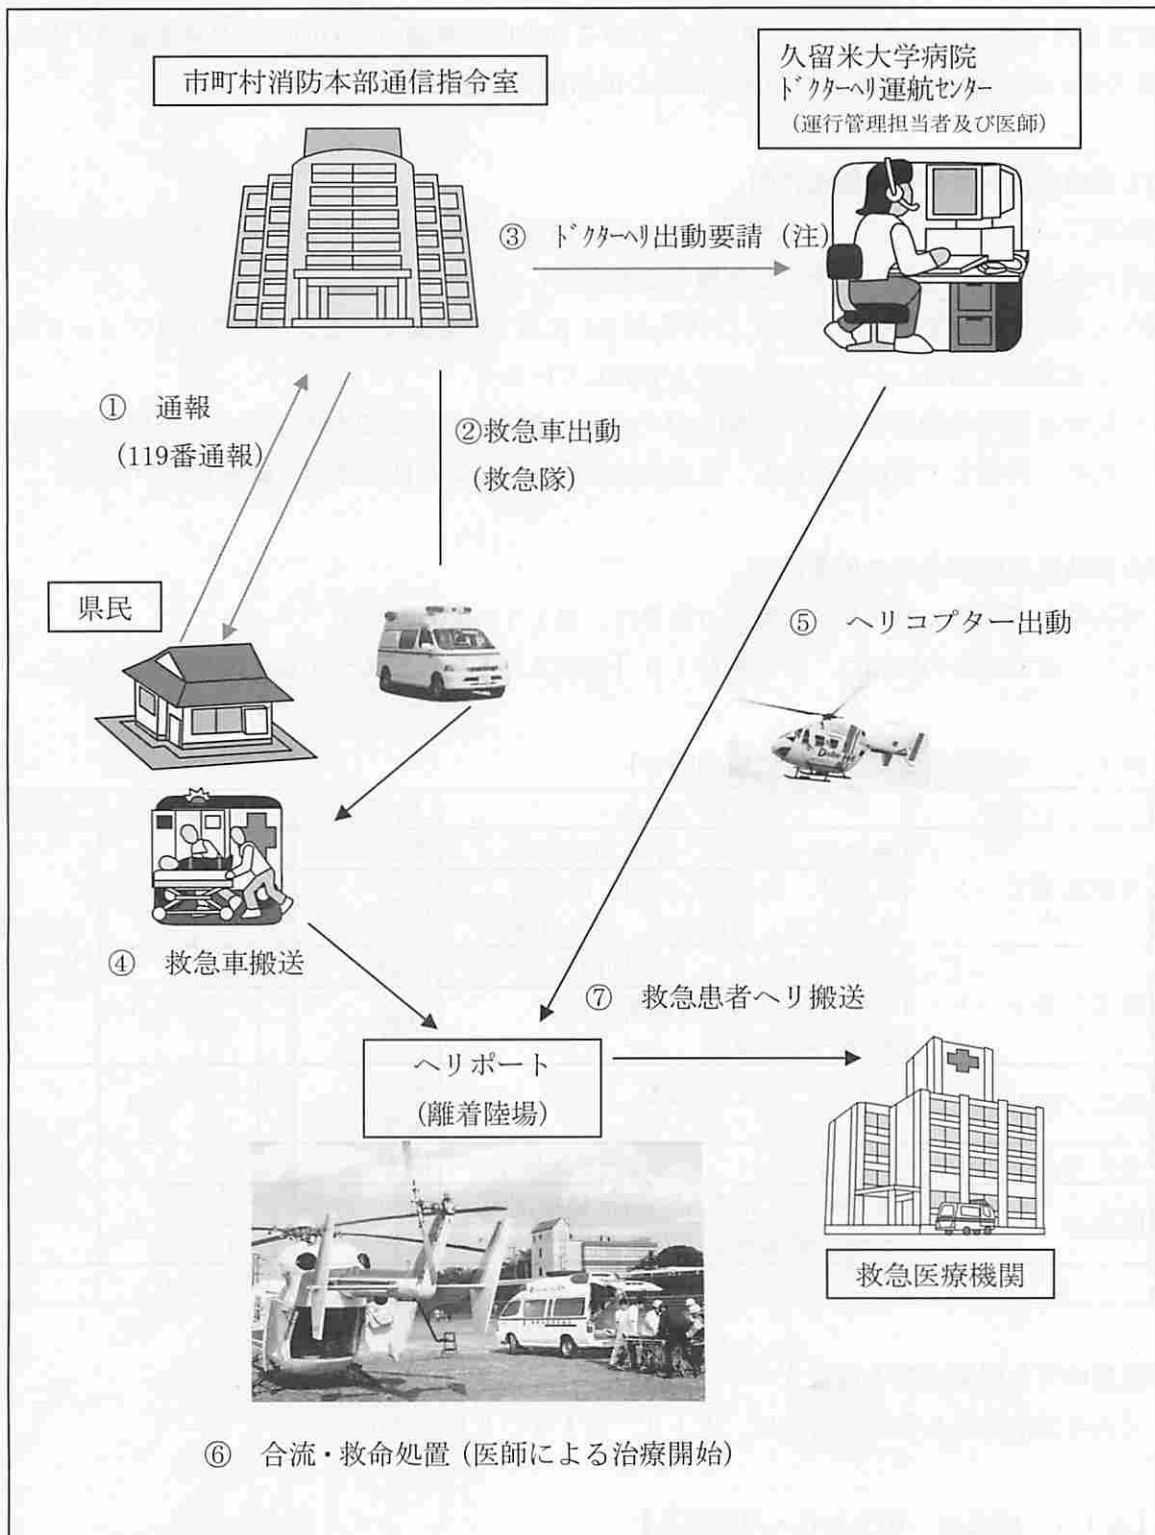 市町村消防本部通信指令室
久留米大学病院
ﾄﾞｸﾀｰﾍﾘ運航ｾﾝﾀｰ
(運行管理担当者及び医師)
③ ﾄﾞｸﾀｰﾍﾘ出動要請 (注)
① 通報
(119番通報)
②救急車出動
(救急隊)
県民
⑤ ヘリコプター出動
④ 救急車搬送
⑦ 救急患者ヘリ搬送
ヘリポート
(離着陸場)
救急医療機関
⑥ 合流・救命処置 (医師による治療開始)